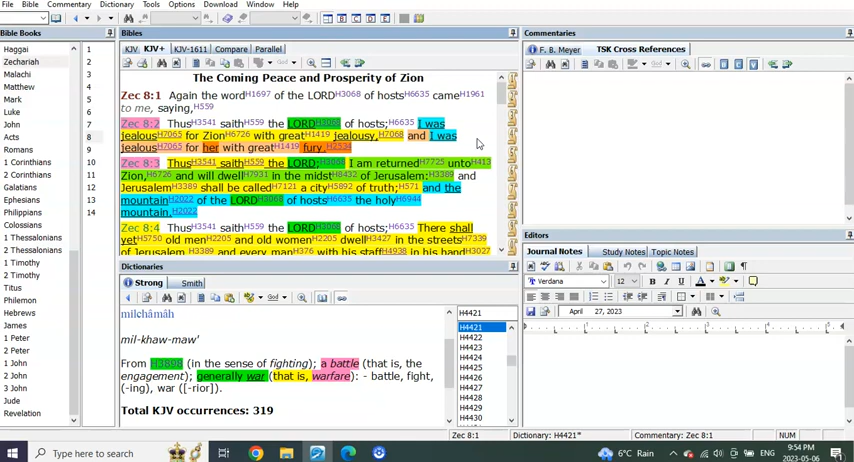 File Bible Commentary Dictionary Tools Options Download Window Help
Bible Books
Haggai
Zechariah
Malachi
Matthew
Mark
Luke
John
Acts
Romans
1 Corinthians
2 Corinthians
Galatians
Ephesians
Philippians
Colossians
1 Thessalonians
2 Thessalonians
1 Timothy
2 Timothy
Titus
Philemon
Hebrews
James
1 Peter
2 Peter
1 John
2 John
3 John
Jude
Revelation
1
2
3
4
5
6
7
8
9
10
11
12
13
14
Bibles
KJV KJV+ KJV-1611 Compare Parallel
The Coming Peace and Prosperity of Zion
Zec 8:1 Again the wordH1697 of the LORDH3068 of hostsH6635 cameH1961
to me, saying,H559
Zec 8:2 ThusH3541 saithH559 the LORDH3068 of hosts;H6635 I was
jealousH7065 for ZionH6726 with greatH1419 jealousy,H7068 and I was
jealousH7065 for her with greatH1419 fury.H2534
Zec 8:3 ThusH3541 saithH559 the LORD;H3068 I am returnedH7725 untoH413
Zion,H6726 and will dwellH7931 in the midstH8432 of Jerusalem:H3389 and
JerusalemH3389 shall be calledH7121 a cityH5892 of truth;H571 and the
mountainH2022 of the LORDH3068 of hostsH6635 the holyH6944
mountain.H2022
Zec 8:4 ThusH3541 saithH559 the LORDH3068 of hosts;H6635 There shall
yetH5750 old menH2205 and old womenH2205 dwellH3427 in the streetsH7339
of JerusalemH3389 and every manH376 with his staffH4938 in his handH3027
Dictionaries
Strong Smith
milchâmâh
mil-khaw-maw'
From H3898 (in the sense of fighting); a battle (that is, the
engagement); generally war (that is, warfare): - battle, fight,
(-ing), war ([-rior]).
Total KJV occurrences: 319
H4421
H4421
H4422
H4423
H4424
H4425
H4426
H4427
H4428
H4429
H4430
Commentaries
F. B. Meyer TSK Cross References
Editors
Journal Notes Study Notes Topic Notes
Verdana 12 B I U A
April 27, 2023
Zec 8:1 Dictionary: H4421* Commentary: Zec 8:1 NUM
Type here to search
6°C Rain
ENG
9:54 PM
2023-05-06